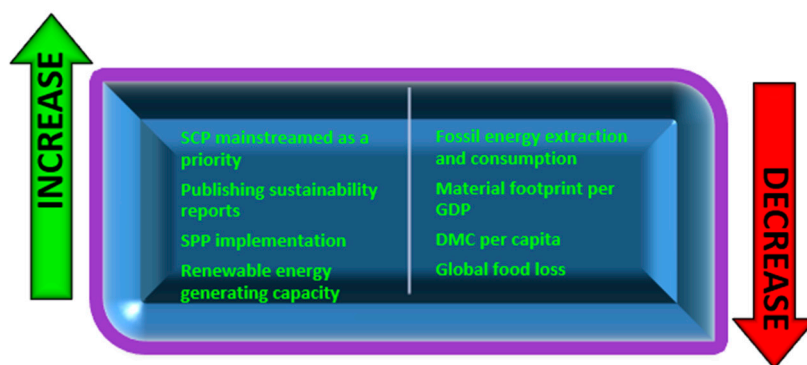 INCREASE
SCP mainstreamed as a
priority
Publishing sustainability
reports
SPP implementation
Renewable energy
generating capacity
Fossil energy extraction
and consumption
Material footprint per
GDP
DMC per capita
Global food loss
DECREASE